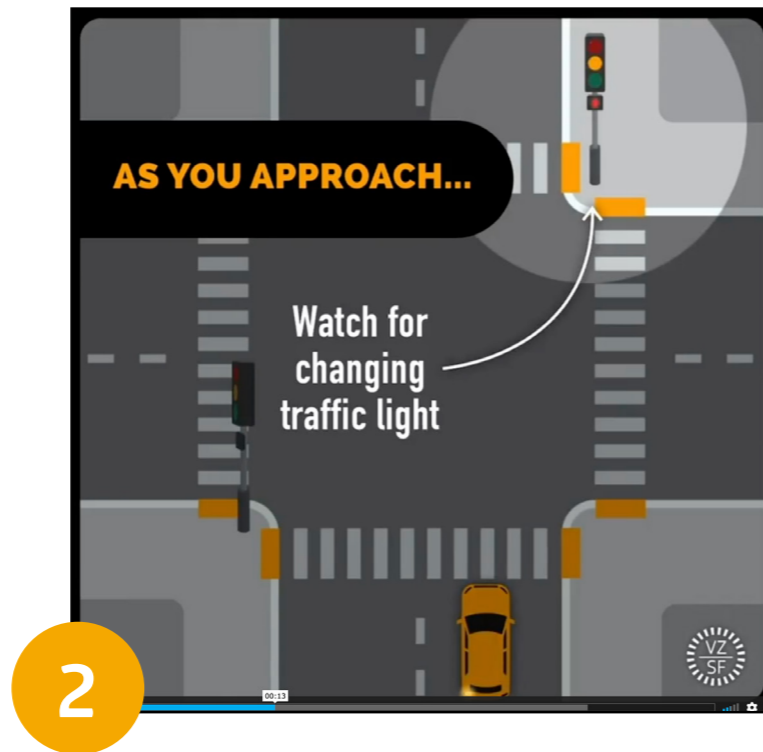 AS YOU APPROACH...
Watch for
changing
traffic light
VZ
SF
2
00:13